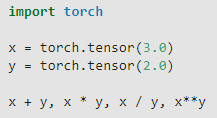 import torch
x = torch.tensor(3.0)
y = torch.tensor(2.0)
x + y, x * y, x / y, x**y